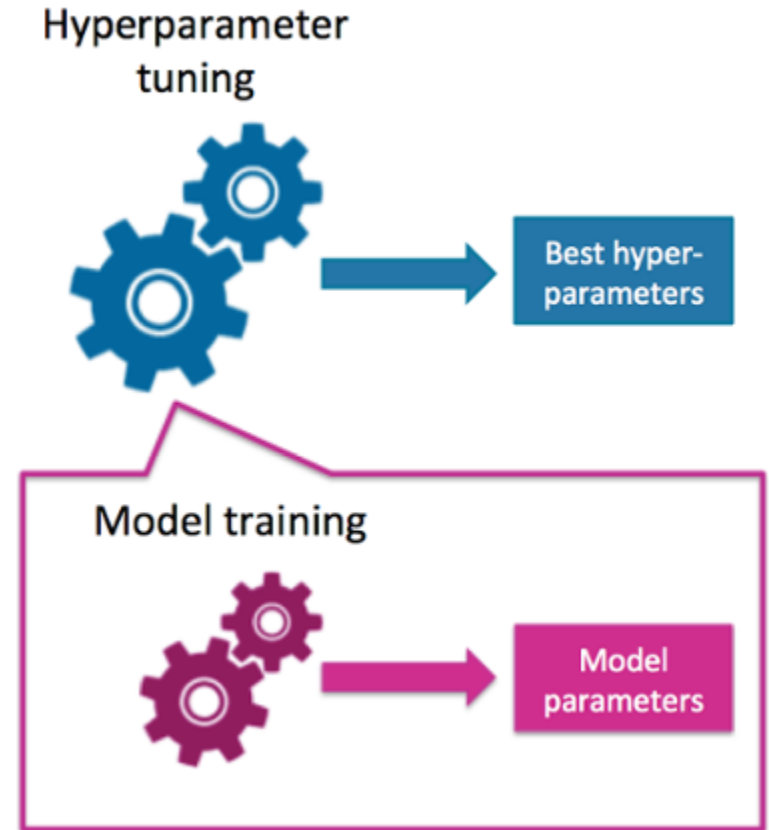 Hyperparameter
tuning
Best hyper-
parameters
Model training
Model
parameters